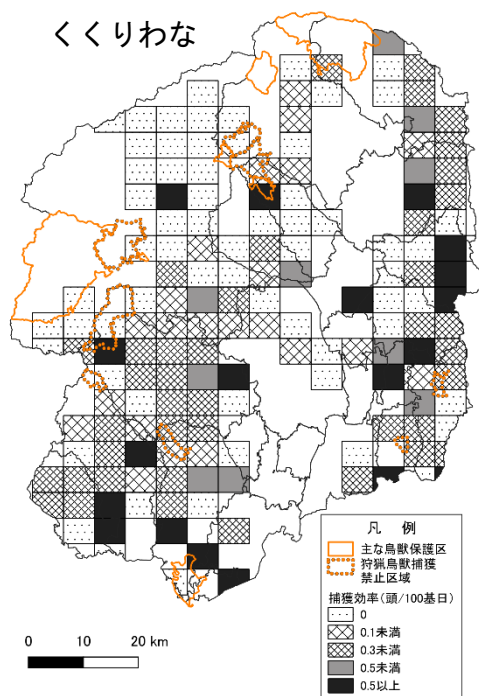 くくりわな
凡 例
主な鳥獣保護区
狩猟鳥獣捕獲
禁止区域
捕獲効率(頭/100基日)
0
0.1未満
0.3未満
0.5未満
0.5以上
0 10 20 km